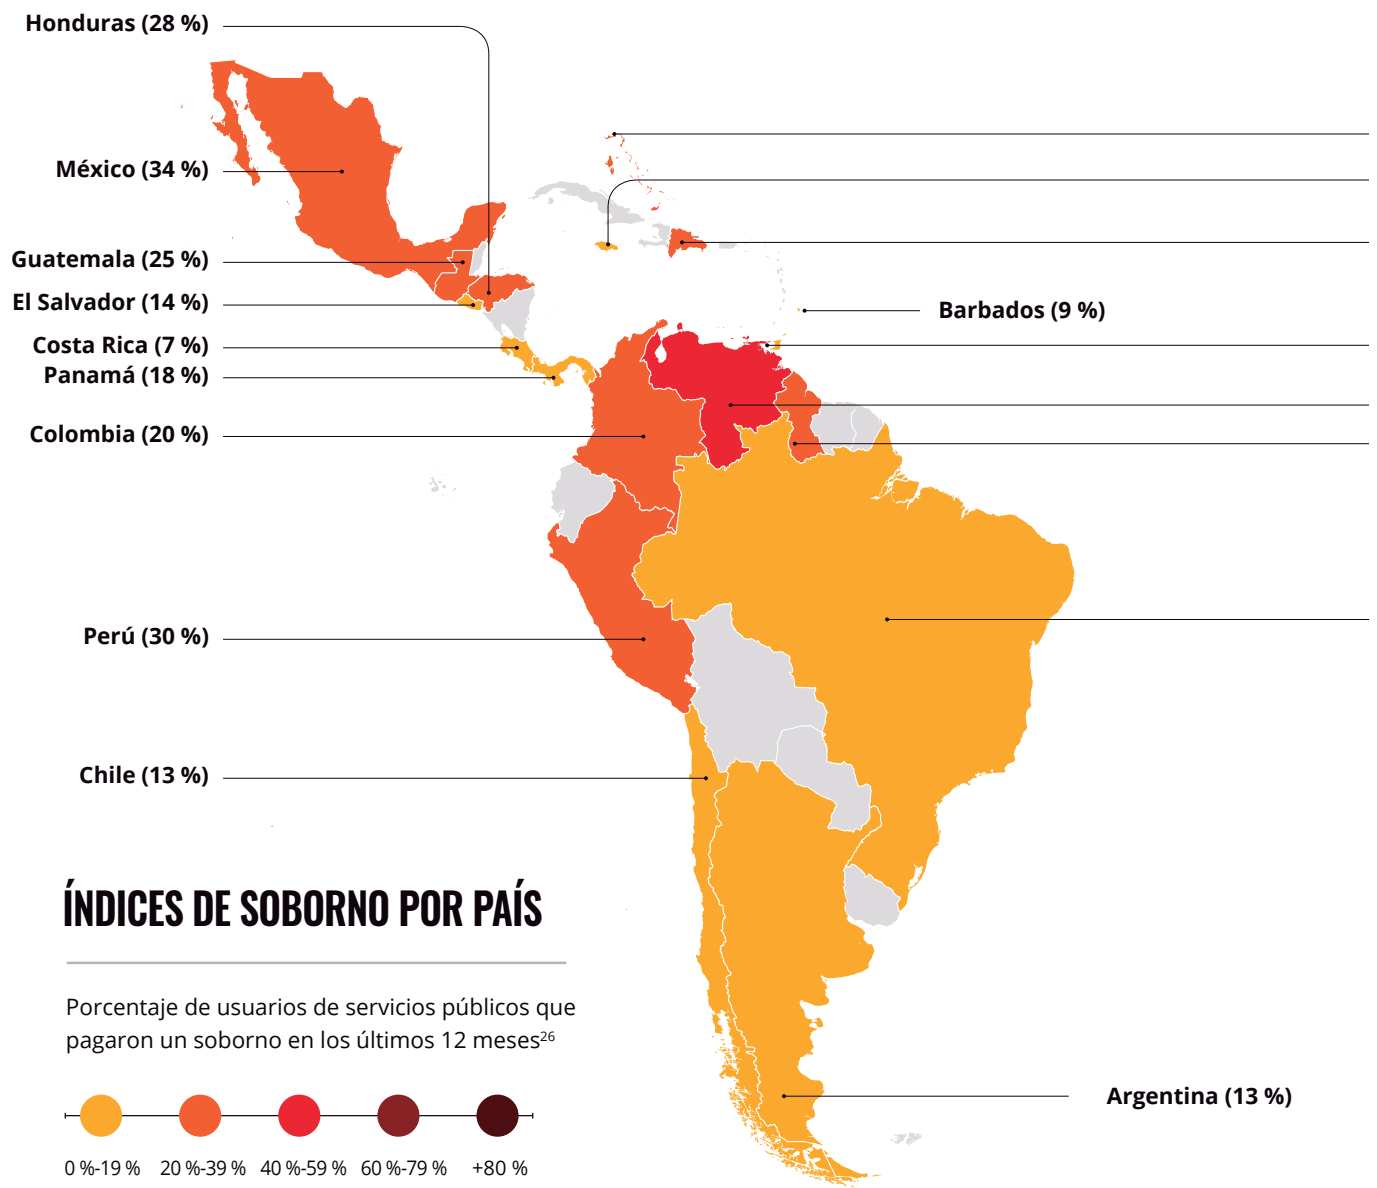 Honduras (28 %)
México (34 %)
Guatemala (25 %)
El Salvador (14 %)
Costa Rica (7 %)
Panamá (18 %)
Colombia (20 %)
Perú (30 %)
Chile (13 %)
Barbados (9 %)
Argentina (13 %)
ÍNDICES DE SOBORNO POR PAÍS
Porcentaje de usuarios de servicios públicos que
pagaron un soborno en los últimos 12 meses26
0 %-19 % 20 %-39 % 40 %-59 % 60 %-79 % +80 %